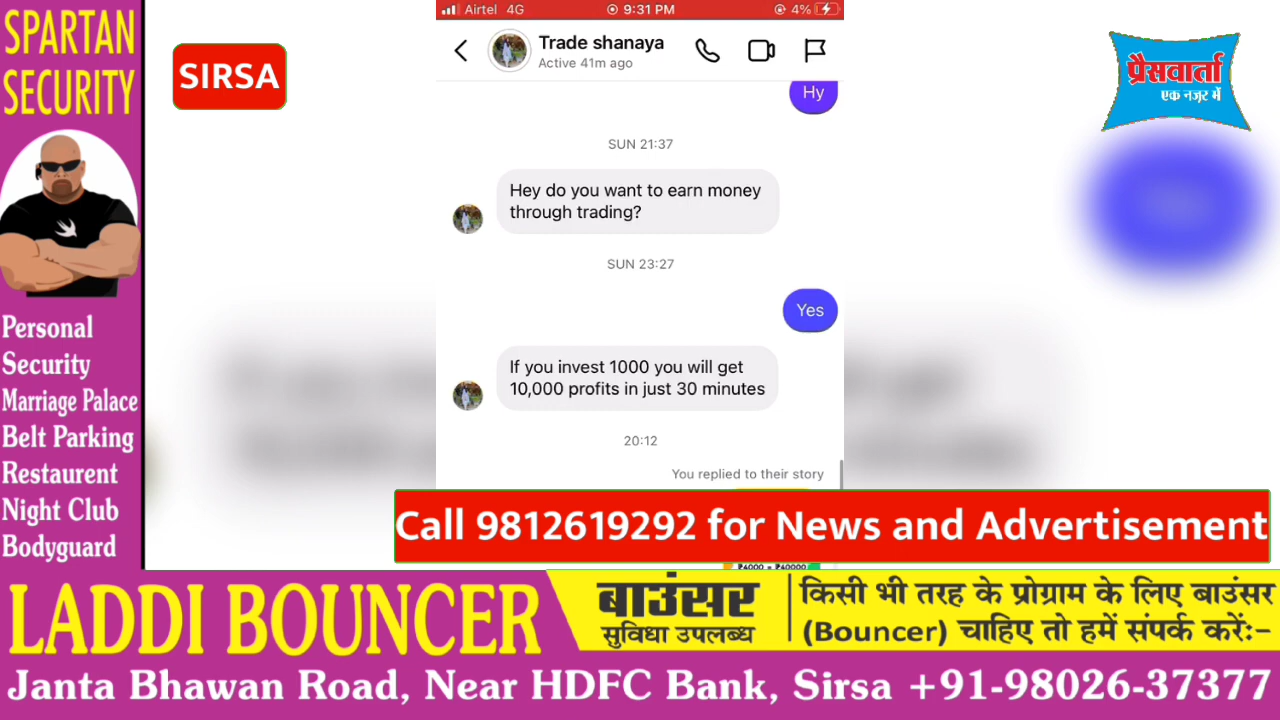 SPARTAN
SECURITY
Personal
Security
Marriage Palace
Belt Parking
Restaurent
Night Club
Bodyguard
SIRSA
Airtel 4G
9:31 PM
4%
Trade shanaya
Active 41m ago
Hy
SUN 21:37
Hey do you want to earn money
through trading?
SUN 23:27
Yes
If you invest 1000 you will get
10,000 profits in just 30 minutes
20:12
You replied to their story
प्रैसवार्ता
एक नज़र में
Call 9812619292 for News and Advertisement
₹4000 = ₹40000
LADDI BOUNCER
बाउंसर
सुविधा उपलब्ध
किसी भी तरह के प्रोग्राम के लिए बाउंसर
(Bouncer) चाहिए तो हमें संपर्क करें:-
Janta Bhawan Road, Near HDFC Bank, Sirsa +91-98026-37377